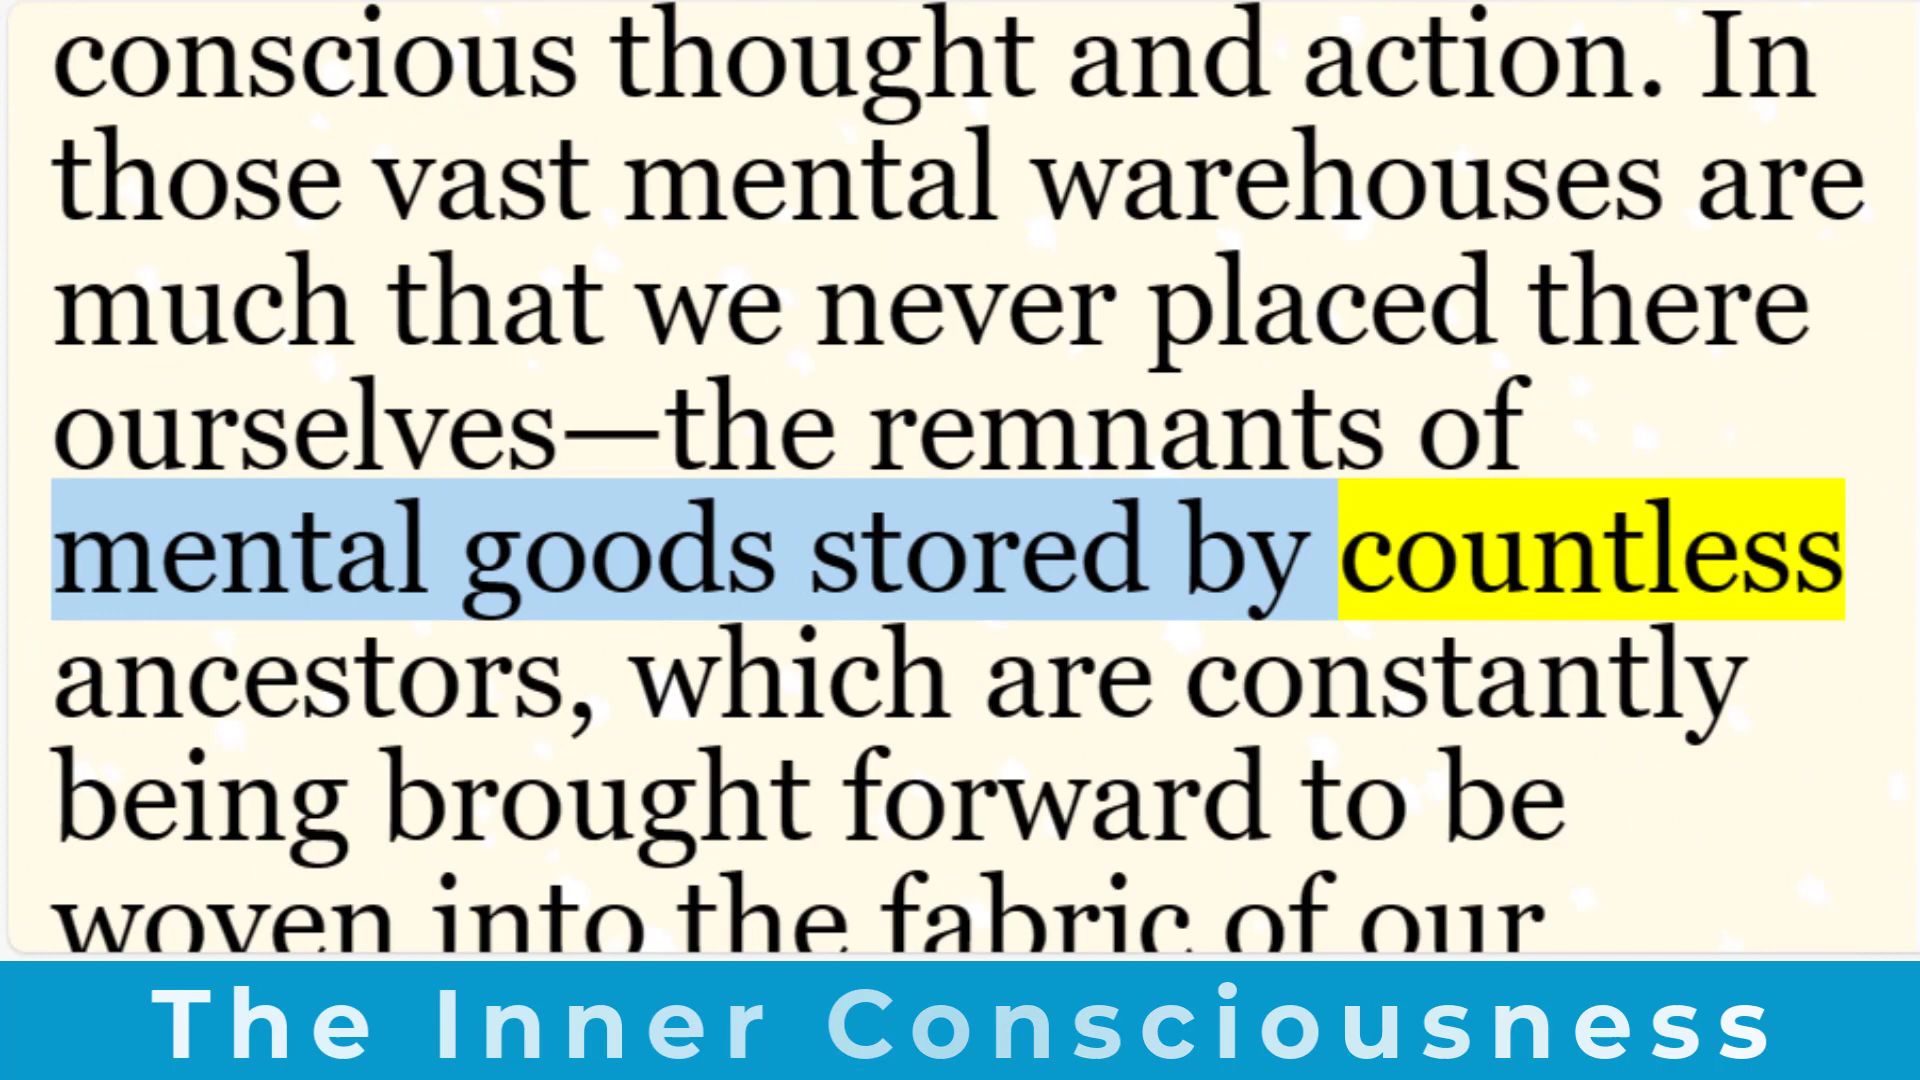 conscious thought and action. In
those vast mental warehouses are
much that we never placed there
ourselves—the remnants of
mental goods stored by countless
ancestors, which are constantly
being brought forward to be
woven into the fabric of our
The Inner Consciousness